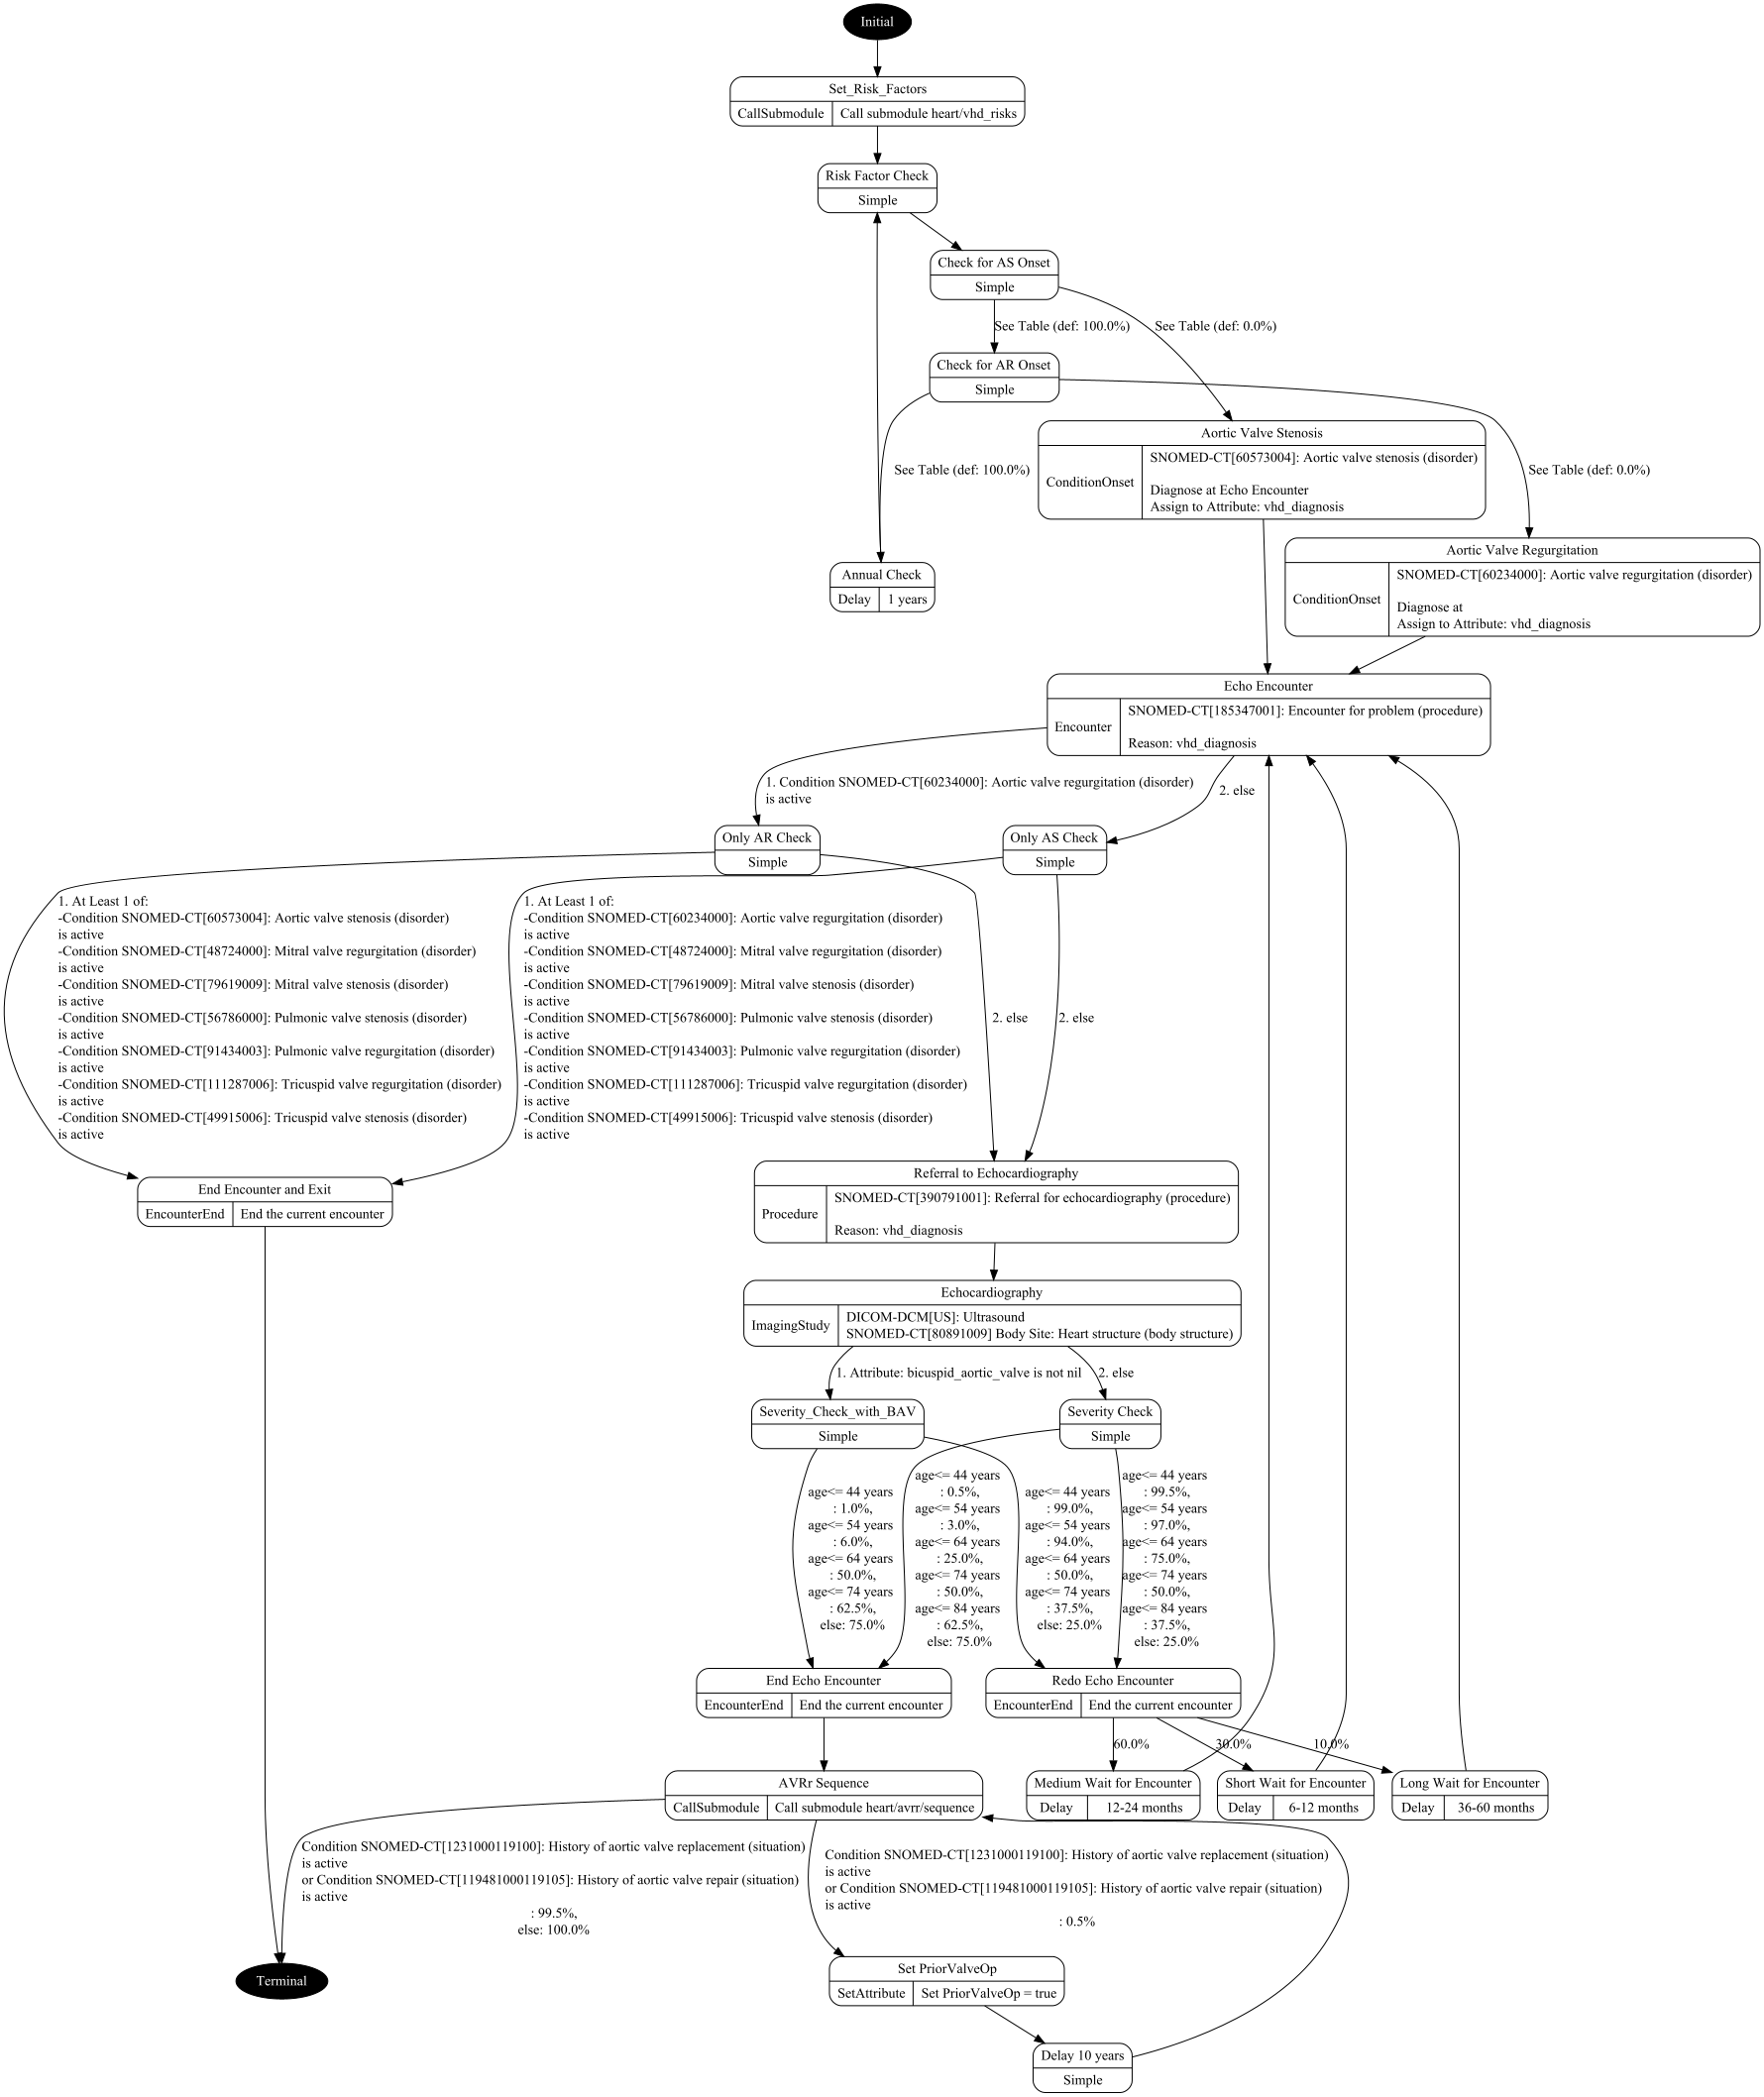 Initial
Set_Risk_Factors
CallSubmodule
Call submodule heart/vhd_risks
Risk Factor Check
Simple
Check for AS Onset
Simple
See Table (def: 100.0%)
See Table (def: 0.0%)
Check for AR Onset
Simple
Aortic Valve Stenosis
ConditionOnset
SNOMED-CT[60573004]: Aortic valve stenosis (disorder)
Diagnose at Echo Encounter
Assign to Attribute: vhd_diagnosis
See Table (def: 100.0%)
See Table (def: 0.0%)
Annual Check
Delay
1 years
Aortic Valve Regurgitation
ConditionOnset
SNOMED-CT[60234000]: Aortic valve regurgitation (disorder)
Diagnose at
Assign to Attribute: vhd_diagnosis
Echo Encounter
Encounter
SNOMED-CT[185347001]: Encounter for problem (procedure)
Reason: vhd_diagnosis
1. Condition SNOMED-CT[60234000]: Aortic valve regurgitation (disorder)
is active
2. else
Only AR Check
Simple
Only AS Check
Simple
1. At Least 1 of:
-Condition SNOMED-CT[60573004]: Aortic valve stenosis (disorder)
is active
-Condition SNOMED-CT[48724000]: Mitral valve regurgitation (disorder)
is active
-Condition SNOMED-CT[79619009]: Mitral valve stenosis (disorder)
is active
-Condition SNOMED-CT[56786000]: Pulmonic valve stenosis (disorder)
is active
-Condition SNOMED-CT[91434003]: Pulmonic valve regurgitation (disorder)
is active
-Condition SNOMED-CT[111287006]: Tricuspid valve regurgitation (disorder)
is active
-Condition SNOMED-CT[49915006]: Tricuspid valve stenosis (disorder)
is active
1. At Least 1 of:
-Condition SNOMED-CT[60234000]: Aortic valve regurgitation (disorder)
is active
-Condition SNOMED-CT[48724000]: Mitral valve regurgitation (disorder)
is active
-Condition SNOMED-CT[79619009]: Mitral valve stenosis (disorder)
is active
-Condition SNOMED-CT[56786000]: Pulmonic valve stenosis (disorder)
is active
-Condition SNOMED-CT[91434003]: Pulmonic valve regurgitation (disorder)
is active
-Condition SNOMED-CT[111287006]: Tricuspid valve regurgitation (disorder)
is active
-Condition SNOMED-CT[49915006]: Tricuspid valve stenosis (disorder)
is active
2. else
2. else
End Encounter and Exit
EncounterEnd
End the current encounter
Referral to Echocardiography
Procedure
SNOMED-CT[390791001]: Referral for echocardiography (procedure)
Reason: vhd_diagnosis
Echocardiography
ImagingStudy
DICOM-DCM[US]: Ultrasound
SNOMED-CT[80891009] Body Site: Heart structure (body structure)
1. Attribute: bicuspid_aortic_valve is not nil
2. else
Severity_Check_with_BAV
Simple
Severity Check
Simple
age<= 44 years
: 1.0%,
age<= 54 years
: 6.0%,
age<= 64 years
: 50.0%,
age<= 74 years
: 62.5%,
else: 75.0%
age<= 44 years
: 0.5%,
age<= 54 years
: 3.0%,
age<= 64 years
: 25.0%,
age<= 74 years
: 50.0%,
age<= 84 years
: 62.5%,
else: 75.0%
age<= 44 years
: 99.0%,
age<= 54 years
: 94.0%,
age<= 64 years
: 50.0%,
age<= 74 years
: 37.5%,
else: 25.0%
age<= 44 years
: 99.5%,
age<= 54 years
: 97.0%,
age<= 64 years
: 75.0%,
age<= 74 years
: 50.0%,
age<= 84 years
: 37.5%,
else: 25.0%
End Echo Encounter
EncounterEnd
End the current encounter
Redo Echo Encounter
EncounterEnd
End the current encounter
60.0%
30.0%
10.0%
AVRr Sequence
CallSubmodule
Call submodule heart/avrr/sequence
Medium Wait for Encounter
Delay
12-24 months
Short Wait for Encounter
Delay
6-12 months
Long Wait for Encounter
Delay
36-60 months
Condition SNOMED-CT[1231000119100]: History of aortic valve replacement (situation)
is active
or Condition SNOMED-CT[119481000119105]: History of aortic valve repair (situation)
is active
: 99.5%,
else: 100.0%
Condition SNOMED-CT[1231000119100]: History of aortic valve replacement (situation)
is active
or Condition SNOMED-CT[119481000119105]: History of aortic valve repair (situation)
is active
: 0.5%
Terminal
Set PriorValveOp
SetAttribute
Set PriorValveOp = true
Delay 10 years
Simple